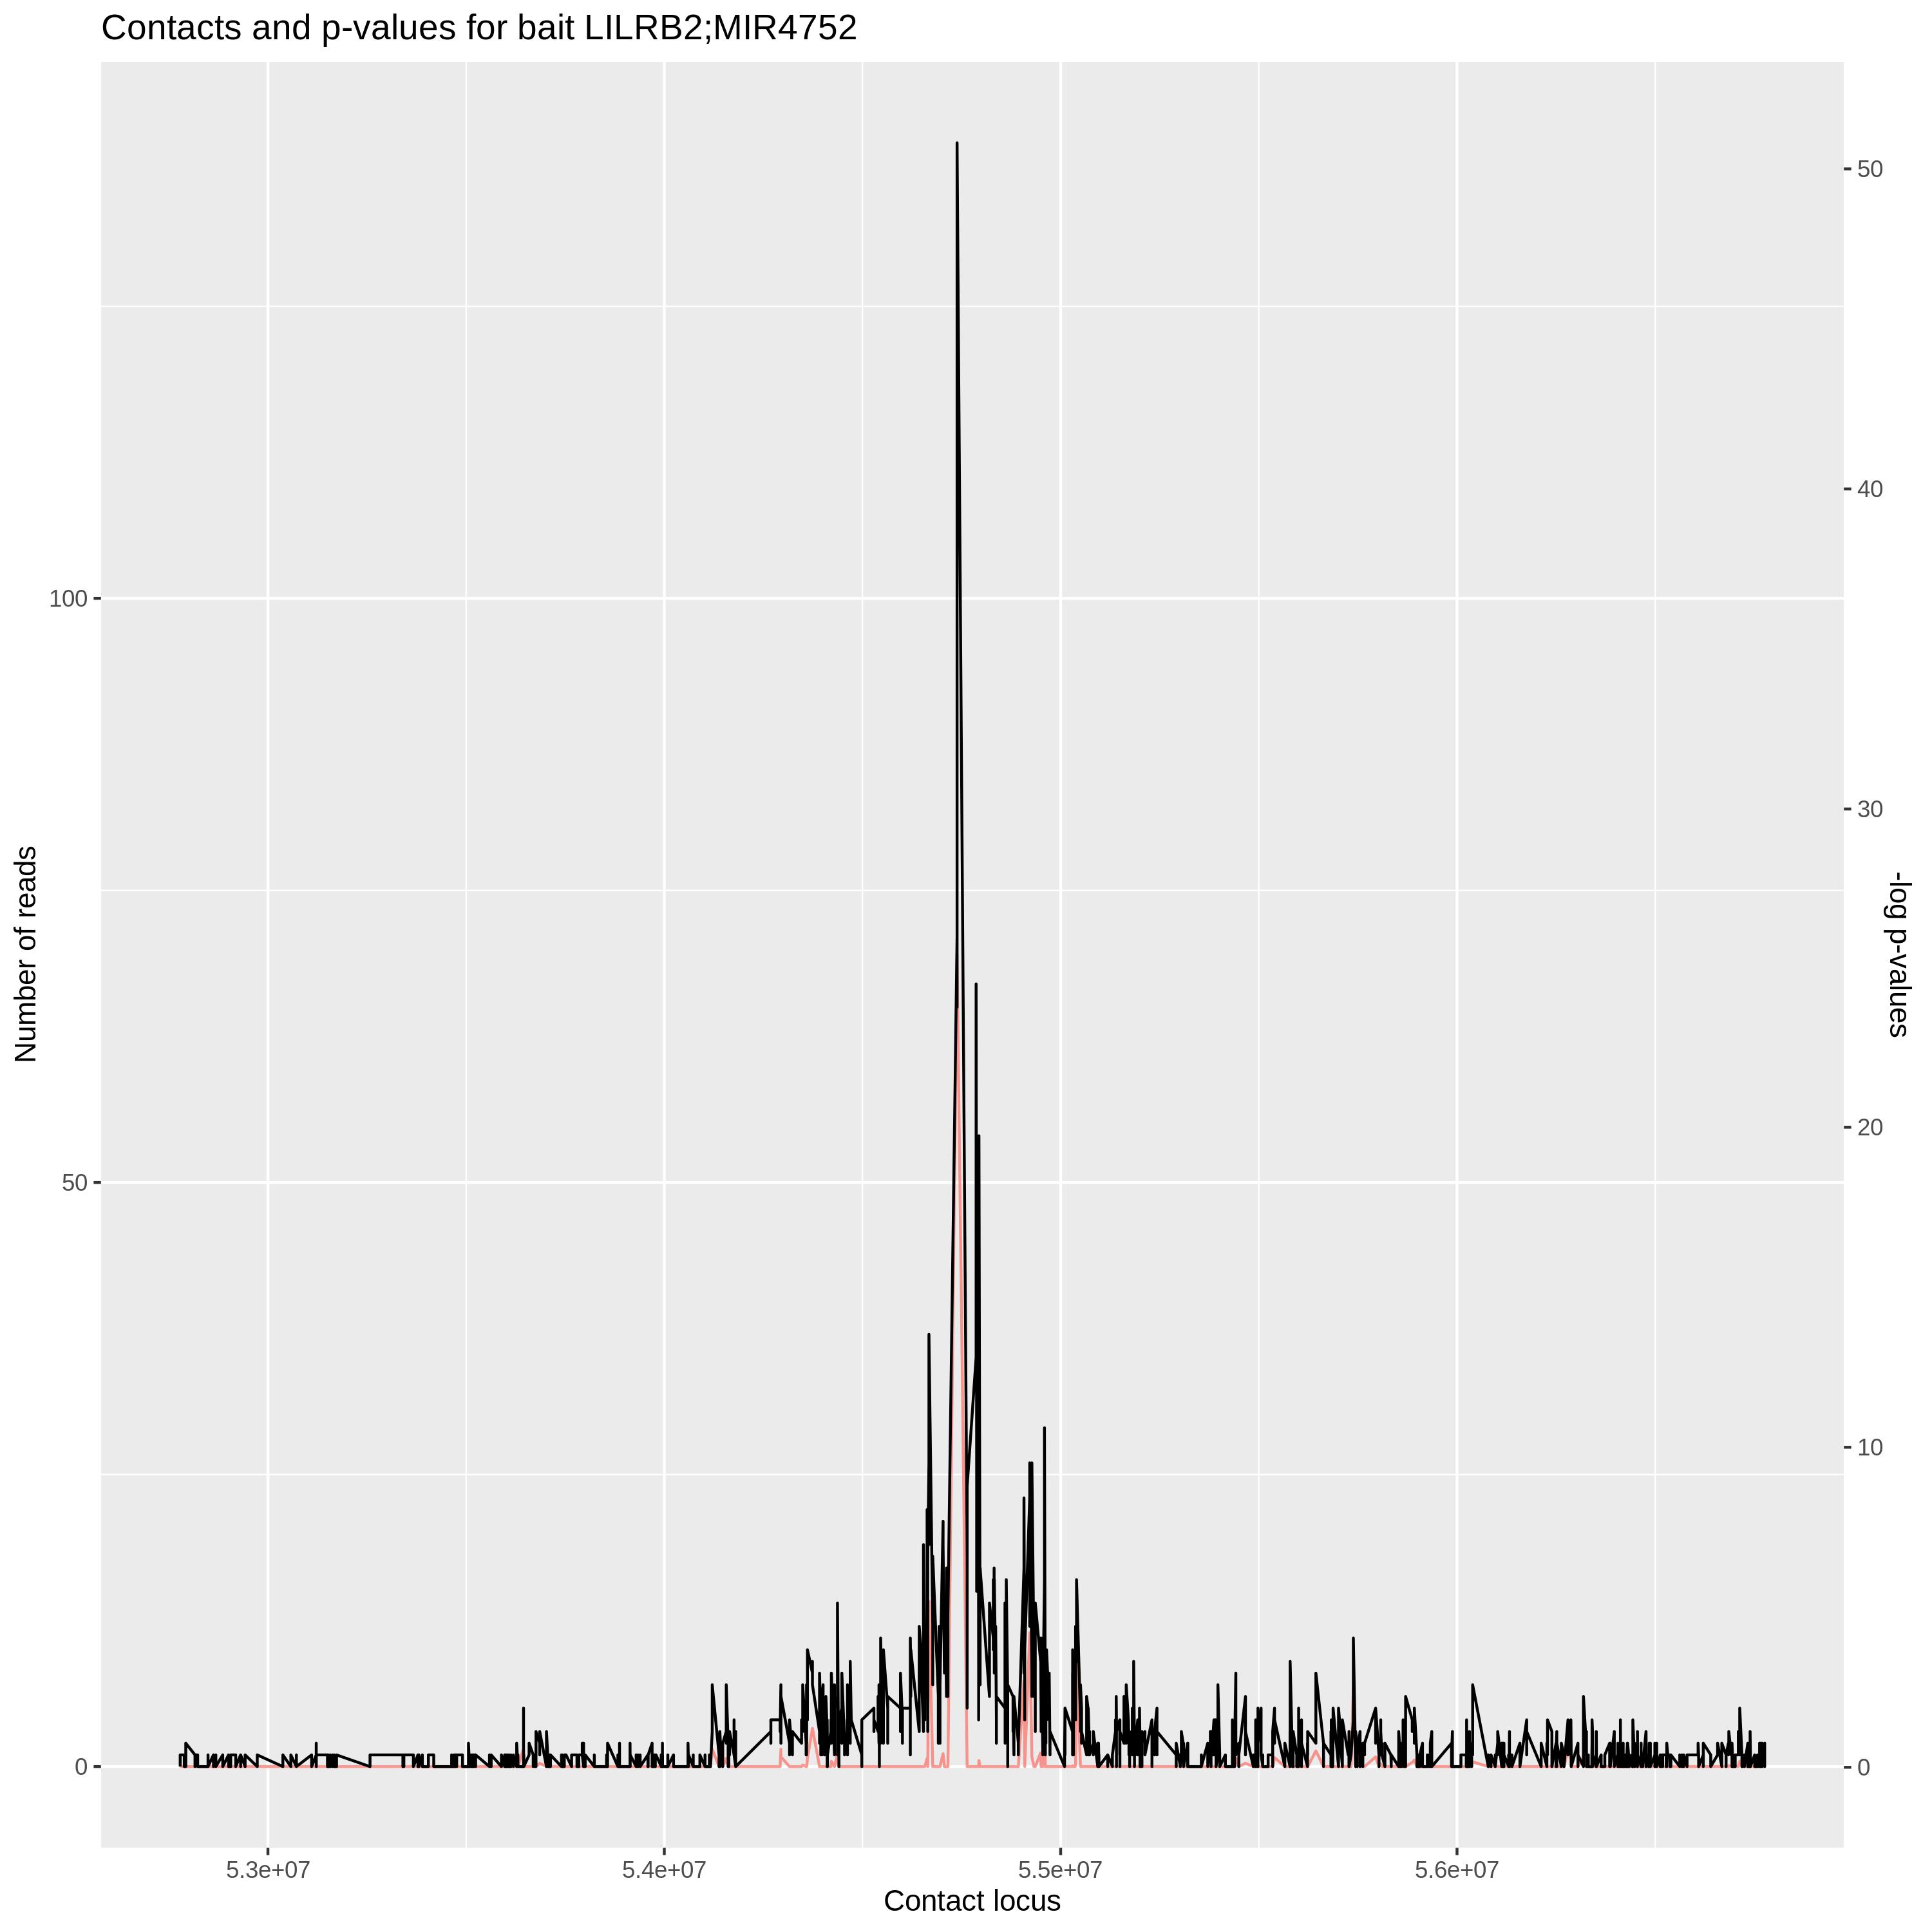 Contacts and p-values for bait LILRB2;MIR4752
Number of reads
100
50
0
50
40
30
20
10
0
-log p-values
5.3e+07 5.4e+07 5.5e+07 5.6e+07
Contact locus